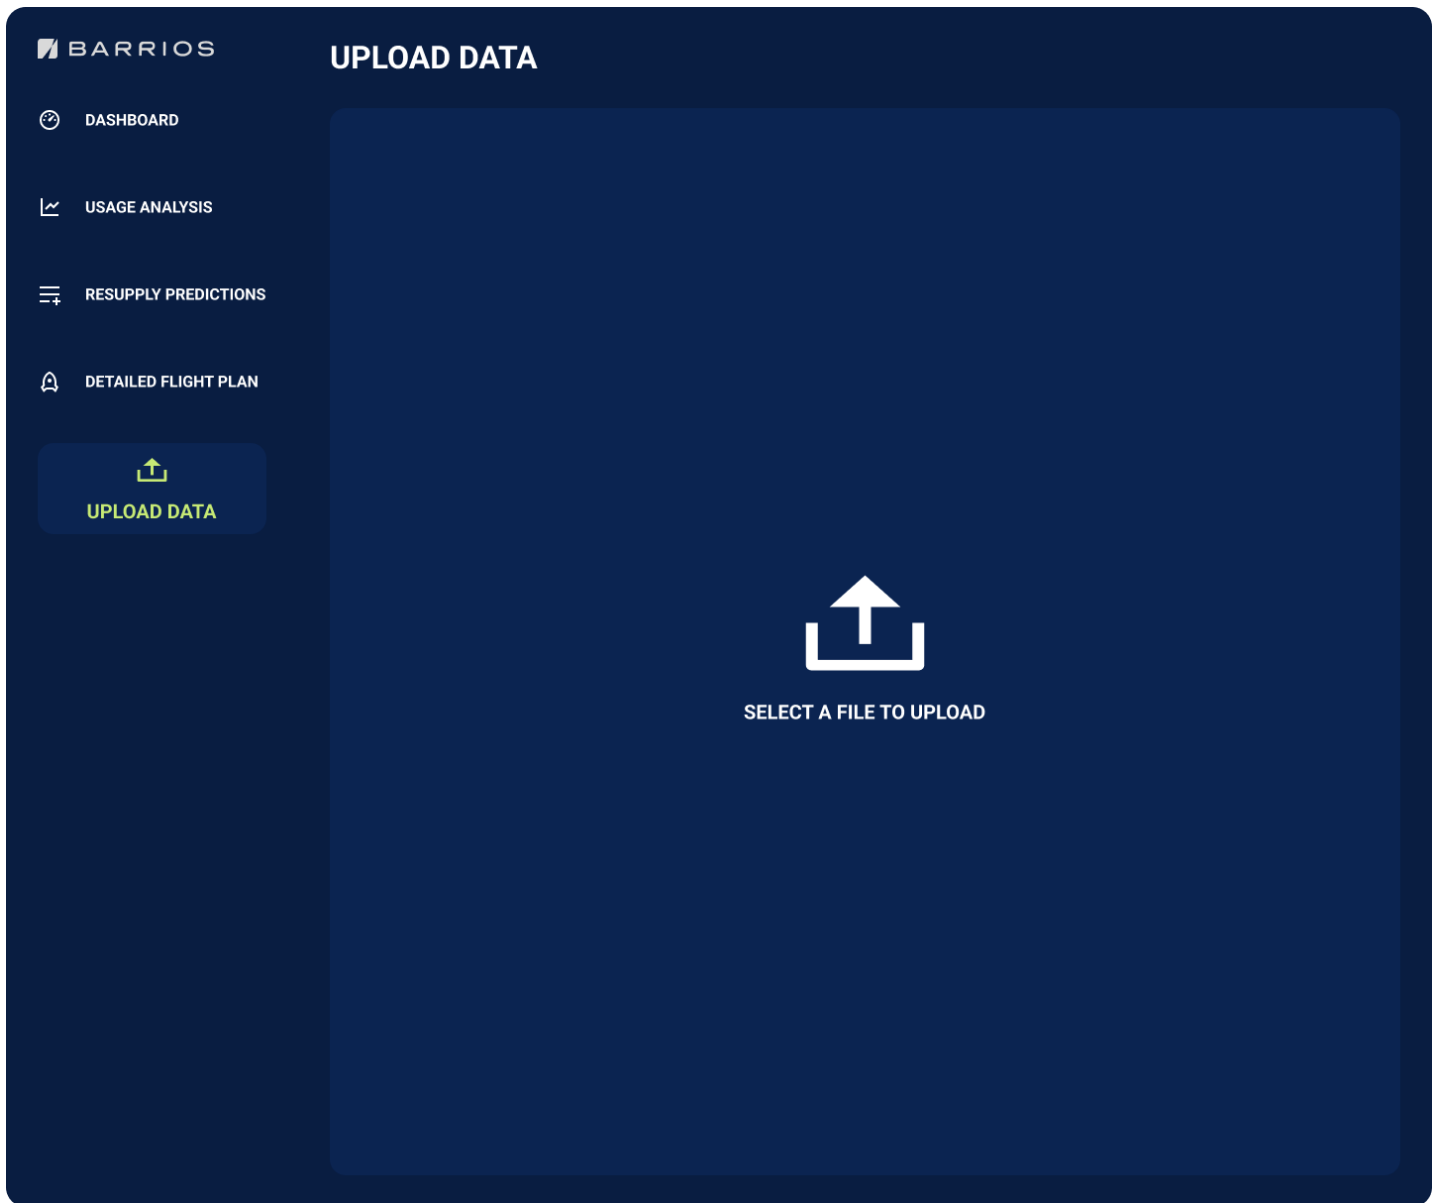 BARRIOS
DASHBOARD
USAGE ANALYSIS
RESUPPLY PREDICTIONS
DETAILED FLIGHT PLAN
UPLOAD DATA
UPLOAD DATA
SELECT A FILE TO UPLOAD